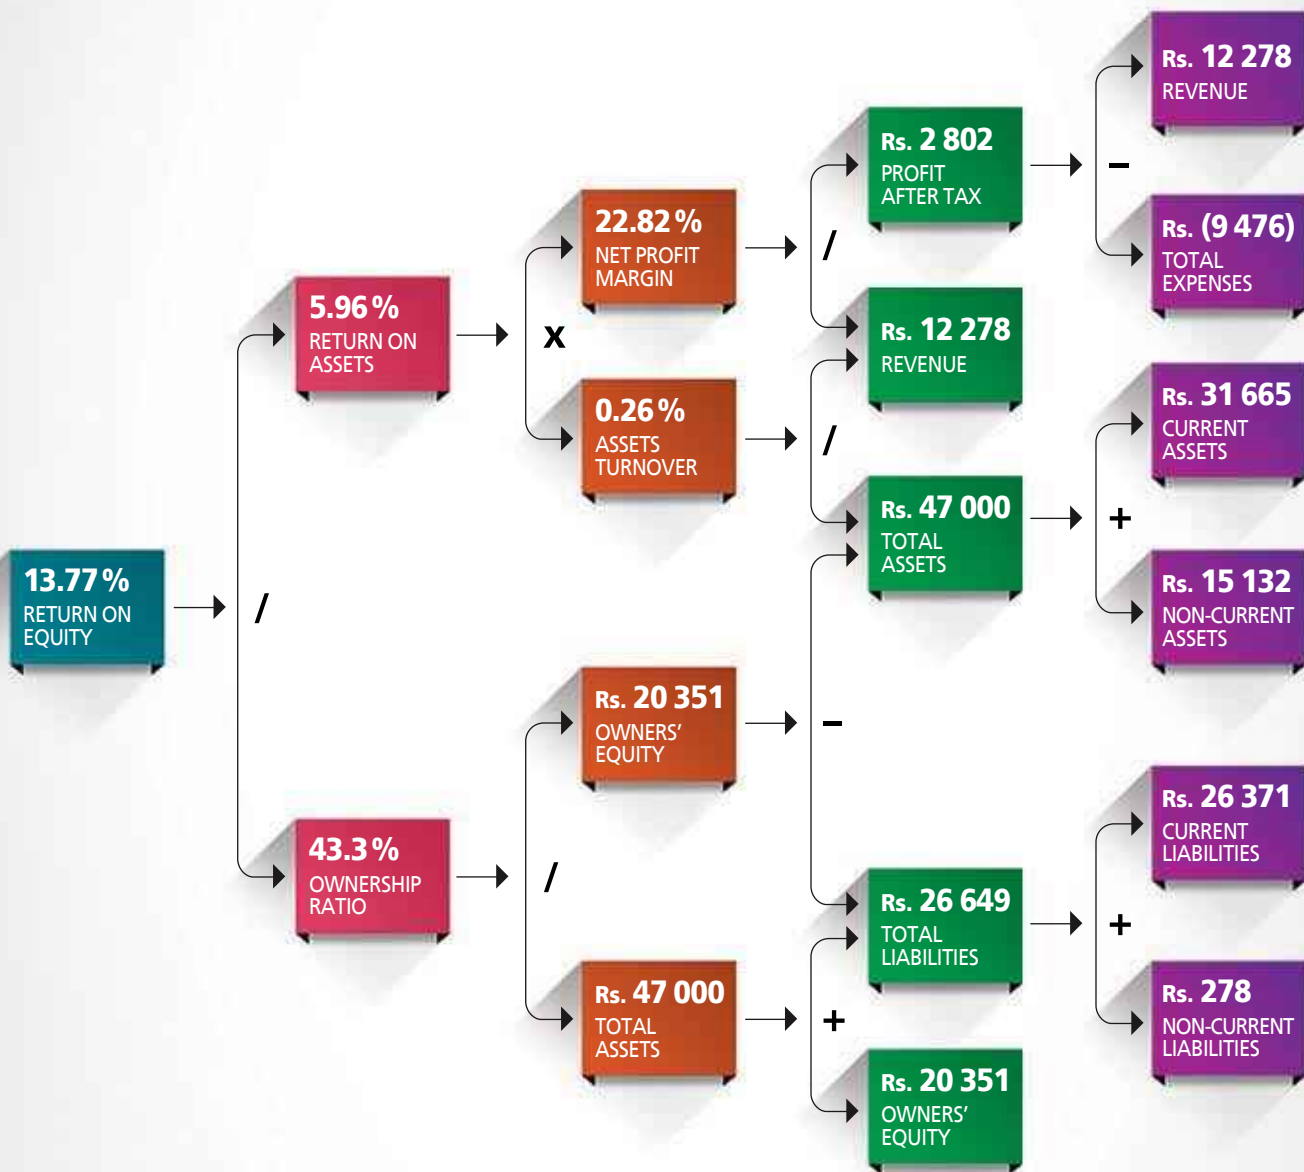 13.77%
RETURN ON
EQUITY
/
5.96%
RETURN ON
ASSETS
43.3%
OWNERSHIP
RATIO
x
/
22.82%
NET PROFIT
MARGIN
0.26%
ASSETS
TURNOVER
Rs. 20 351
OWNERS'
EQUITY
Rs. 47 000
TOTAL
ASSETS
/
/
–
+
Rs. 2 802
PROFIT
AFTER TAX
Rs. 12 278
REVENUE
Rs. 47 000
TOTAL
ASSETS
Rs. 26 649
TOTAL
LIABILITIES
Rs. 20 351
OWNERS'
EQUITY
–
+
+
Rs. 12 278
REVENUE
Rs. (9 476)
TOTAL
EXPENSES
Rs. 31 665
CURRENT
ASSETS
Rs. 15 132
NON-CURRENT
ASSETS
Rs. 26 371
CURRENT
LIABILITIES
Rs. 278
NON-CURRENT
LIABILITIES